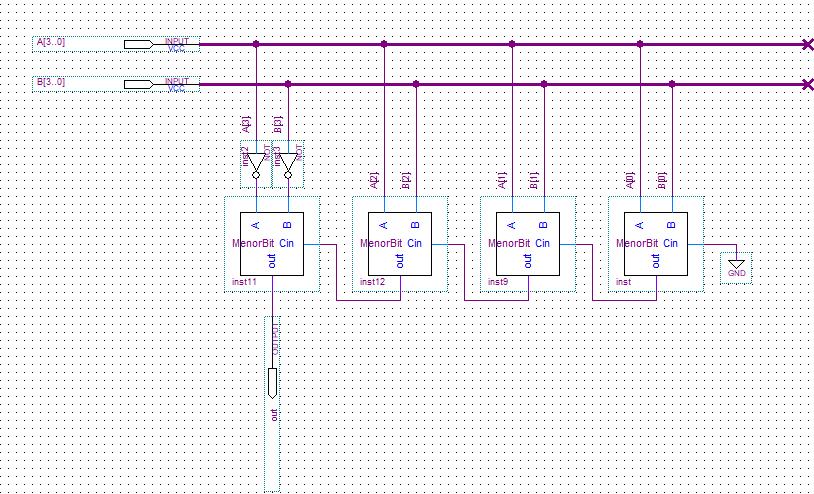 A[3..0]
INPUT
VCC
B[3..0]
INPUT
VCC
A[3]
B[3]
inst2
NOT
inst3
NOT
A[2]
B[2]
A[1]
B[1]
A[0]
B[0]
A B
MenorBit Cin
out
inst11
A B
MenorBit Cin
out
inst12
A B
MenorBit Cin
out
inst9
A B
MenorBit Cin
out
inst
GND
OUTPUT
out